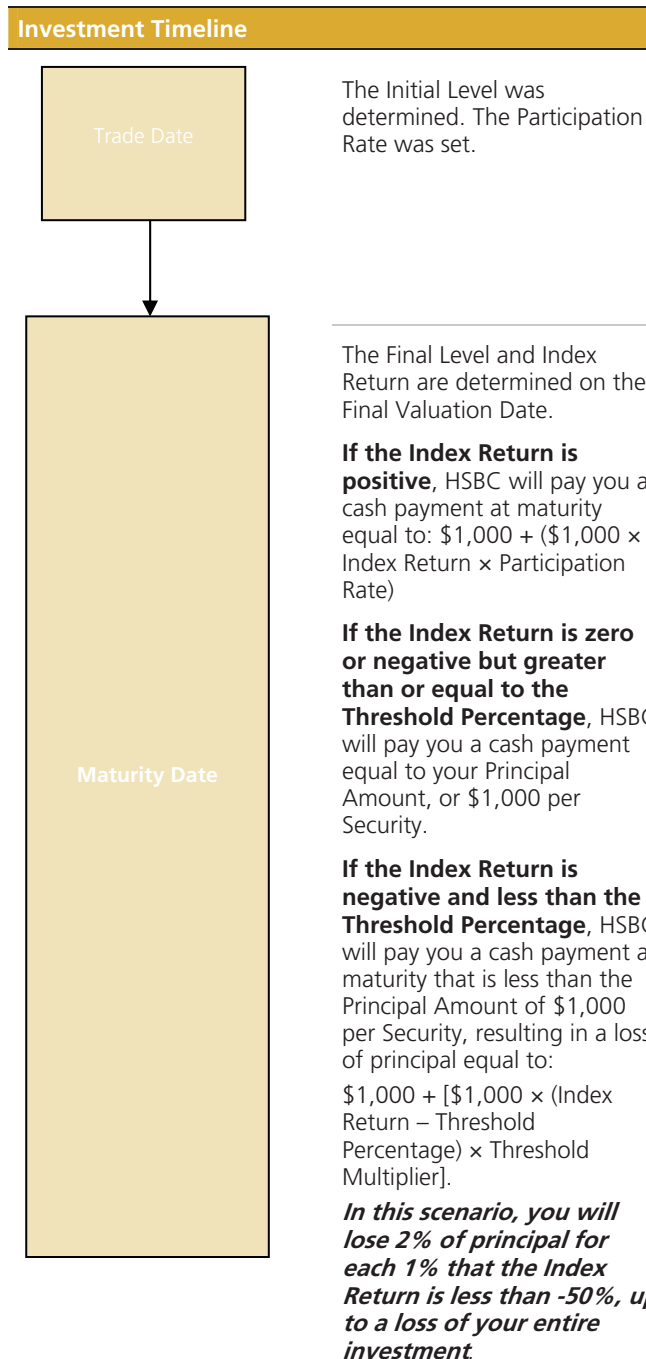 Investment Timeline
Trade Date
The Initial Level was
determined. The Participation
Rate was set.
The Final Level and Index
Return are determined on the
Final Valuation Date.
If the Index Return is
positive, HSBC will pay you a
cash payment at maturity
equal to: $1,000 + ($1,000 ×
Index Return × Participation
Rate)
If the Index Return is zero
or negative but greater
than or equal to the
Threshold Percentage, HSBC
will pay you a cash payment
equal to your Principal
Amount, or $1,000 per
Security.
Maturity Date
If the Index Return is
negative and less than the
Threshold Percentage, HSBC
will pay you a cash payment a
maturity that is less than the
Principal Amount of $1,000
per Security, resulting in a loss
of principal equal to:
$1,000 + [$1,000 × (Index
Return – Threshold
Percentage) × Threshold
Multiplier].
In this scenario, you will
lose 2% of principal for
each 1% that the Index
Return is less than -50%, up
to a loss of your entire
investment.